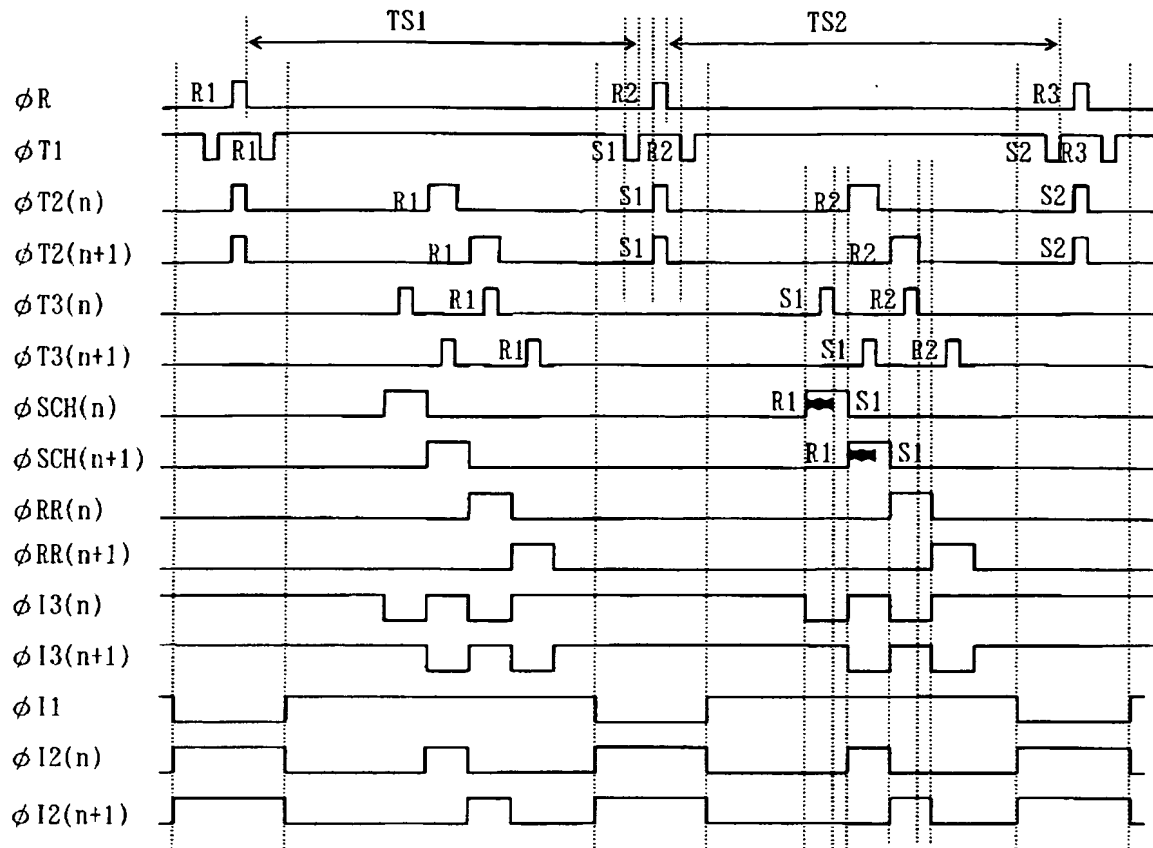 TS1 TS2
φR R1 R2 R3
φT1 R1 S1 R2 S2 R3
φT2(n) R1 S1 R2 S2
φT2(n+1) R1 S1 R2 S2
φT3(n) R1 S1 R2
φT3(n+1) R1 S1 R2
φSCH(n) R1 S1
φSCH(n+1) R1 S1
φRR(n)
φRR(n+1)
φI3(n)
φI3(n+1)
φI1
φI2(n)
φI2(n+1)